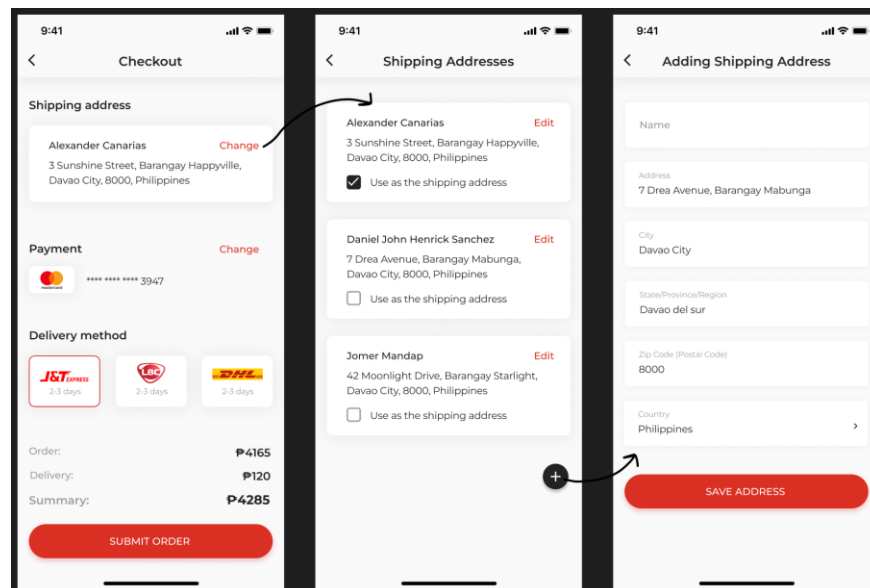 9:41
Checkout
Shipping address
Alexander Canarias Change
3 Sunshine Street, Barangay Happyville,
Davao City, 8000, Philippines
Payment Change
mastercard
**** **** **** 3947
Delivery method
J&T EXPRESS
2-3 days
LBC
2-3 days
DHL
2-3 days
Order: ₱4165
Delivery: ₱120
Summary: ₱4285
SUBMIT ORDER
9:41
Shipping Addresses
Alexander Canarias Edit
3 Sunshine Street, Barangay Happyville,
Davao City, 8000, Philippines
Use as the shipping address
Daniel John Henrick Sanchez Edit
7 Drea Avenue, Barangay Mabunga,
Davao City, 8000, Philippines
Use as the shipping address
Jomer Mandap Edit
42 Moonlight Drive, Barangay Starlight,
Davao City, 8000, Philippines
Use as the shipping address
+
9:41
Adding Shipping Address
Name
Address
7 Drea Avenue, Barangay Mabunga
City
Davao City
State/Province/Region
Davao del sur
Zip Code (Postal Code)
8000
Country
Philippines
SAVE ADDRESS